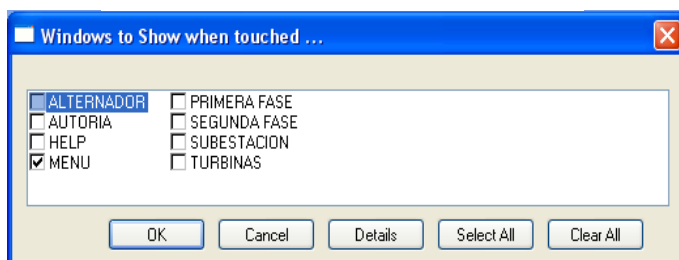 Windows to Show when touched ...
ALTERNADOR PRIMERA FASE
AUTORIA SEGUNDA FASE
HELP SUBESTACION
MENU TURBINAS
OK Cancel Details Select All Clear All